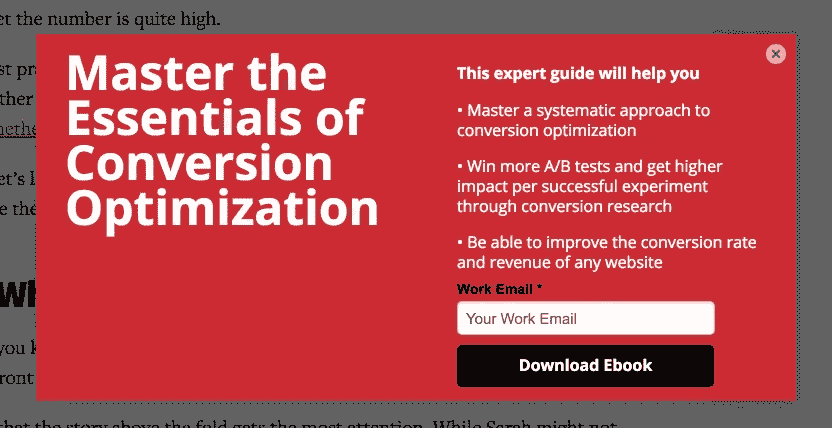 et the number is quite high.
Master the
Essentials of
Conversion
Optimization
This expert guide will help you
• Master a systematic approach to
conversion optimization
• Win more A/B tests and get higher
impact per successful experiment
through conversion research
• Be able to improve the conversion rate
and revenue of any website
Work Email *
Your Work Email
Download Ebook
st
ther
et's
e the
you
ront
that the story above the fold gets the most attention. While Sarah might not